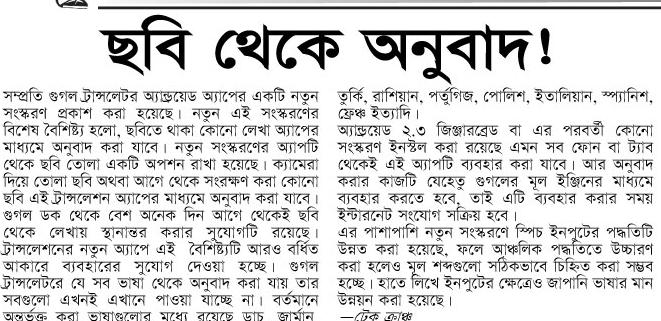 ছবি থেকে অনুবাদ!
সম্প্রতি গুগল ট্রান্সলেটর অ্যান্ড্রয়েড অ্যাপের একটি নতুন
সংস্করণ প্রকাশ করা হয়েছে। নতুন এই সংস্করণের
বিশেষ বৈশিষ্ট্য হলো, ছবিতে থাকা কোনো লেখা অ্যাপের
মাধ্যমে অনুবাদ করা যাবে। নতুন সংস্করণের অ্যাপটি
থেকে ছবি তোলা একটি অপশন রাখা হয়েছে। ক্যামেরা
দিয়ে তোলা ছবি অথবা আগে থেকে সংরক্ষণ করা কোনো
ছবি এই ট্রান্সলেশন অ্যাপের মাধ্যমে অনুবাদ করা যাবে।
গুগল ডক থেকে বেশ অনেক দিন আগে থেকেই ছবি
থেকে লেখায় স্থানান্তর করার সুযোগটি রয়েছে।
ট্রান্সলেশনের নতুন অ্যাপে এই বৈশিষ্ট্যটি আরও বর্ধিত
আকারে ব্যবহারের সুযোগ দেওয়া হচ্ছে। গুগল
ট্রান্সলেটরে যে সব ভাষা থেকে অনুবাদ করা যায় তার
সবগুলো এখনই এখানে পাওয়া যাচ্ছে না। বর্তমানে
অন্তর্ভুক্ত করা ভাষাগুলোর মধ্যে রয়েছে ডাচ, জার্মান,
তুর্কি, রাশিয়ান, পর্তুগিজ, পোলিশ, ইতালিয়ান, স্প্যানিশ,
ফ্রেঞ্চ ইত্যাদি।
অ্যান্ড্রয়েড ২.৩ জিঞ্জারব্রেড বা এর পরবর্তী কোনো
সংস্করণ ইনস্টল করা রয়েছে এমন সব ফোন বা ট্যাব
থেকেই এই অ্যাপটি ব্যবহার করা যাবে। আর অনুবাদ
করার কাজটি যেহেতু গুগলের মূল ইঞ্জিনের মাধ্যমে
ব্যবহার করতে হবে, তাই এটি ব্যবহার করার সময়
ইন্টারনেট সংযোগ সক্রিয় হবে।
এর পাশাপাশি নতুন সংস্করণে স্পিচ ইনপুটের পদ্ধতিটি
উন্নত করা হয়েছে, ফলে আঞ্চলিক পদ্ধতিতে উচ্চারণ
করা হলেও মূল শব্দগুলো সঠিকভাবে চিহ্নিত করা সম্ভব
হচ্ছে। হাতে লিখে ইনপুটের ক্ষেত্রেও জাপানি ভাষার মান
উন্নয়ন করা হয়েছে।
—টেক ক্রাঞ্চ